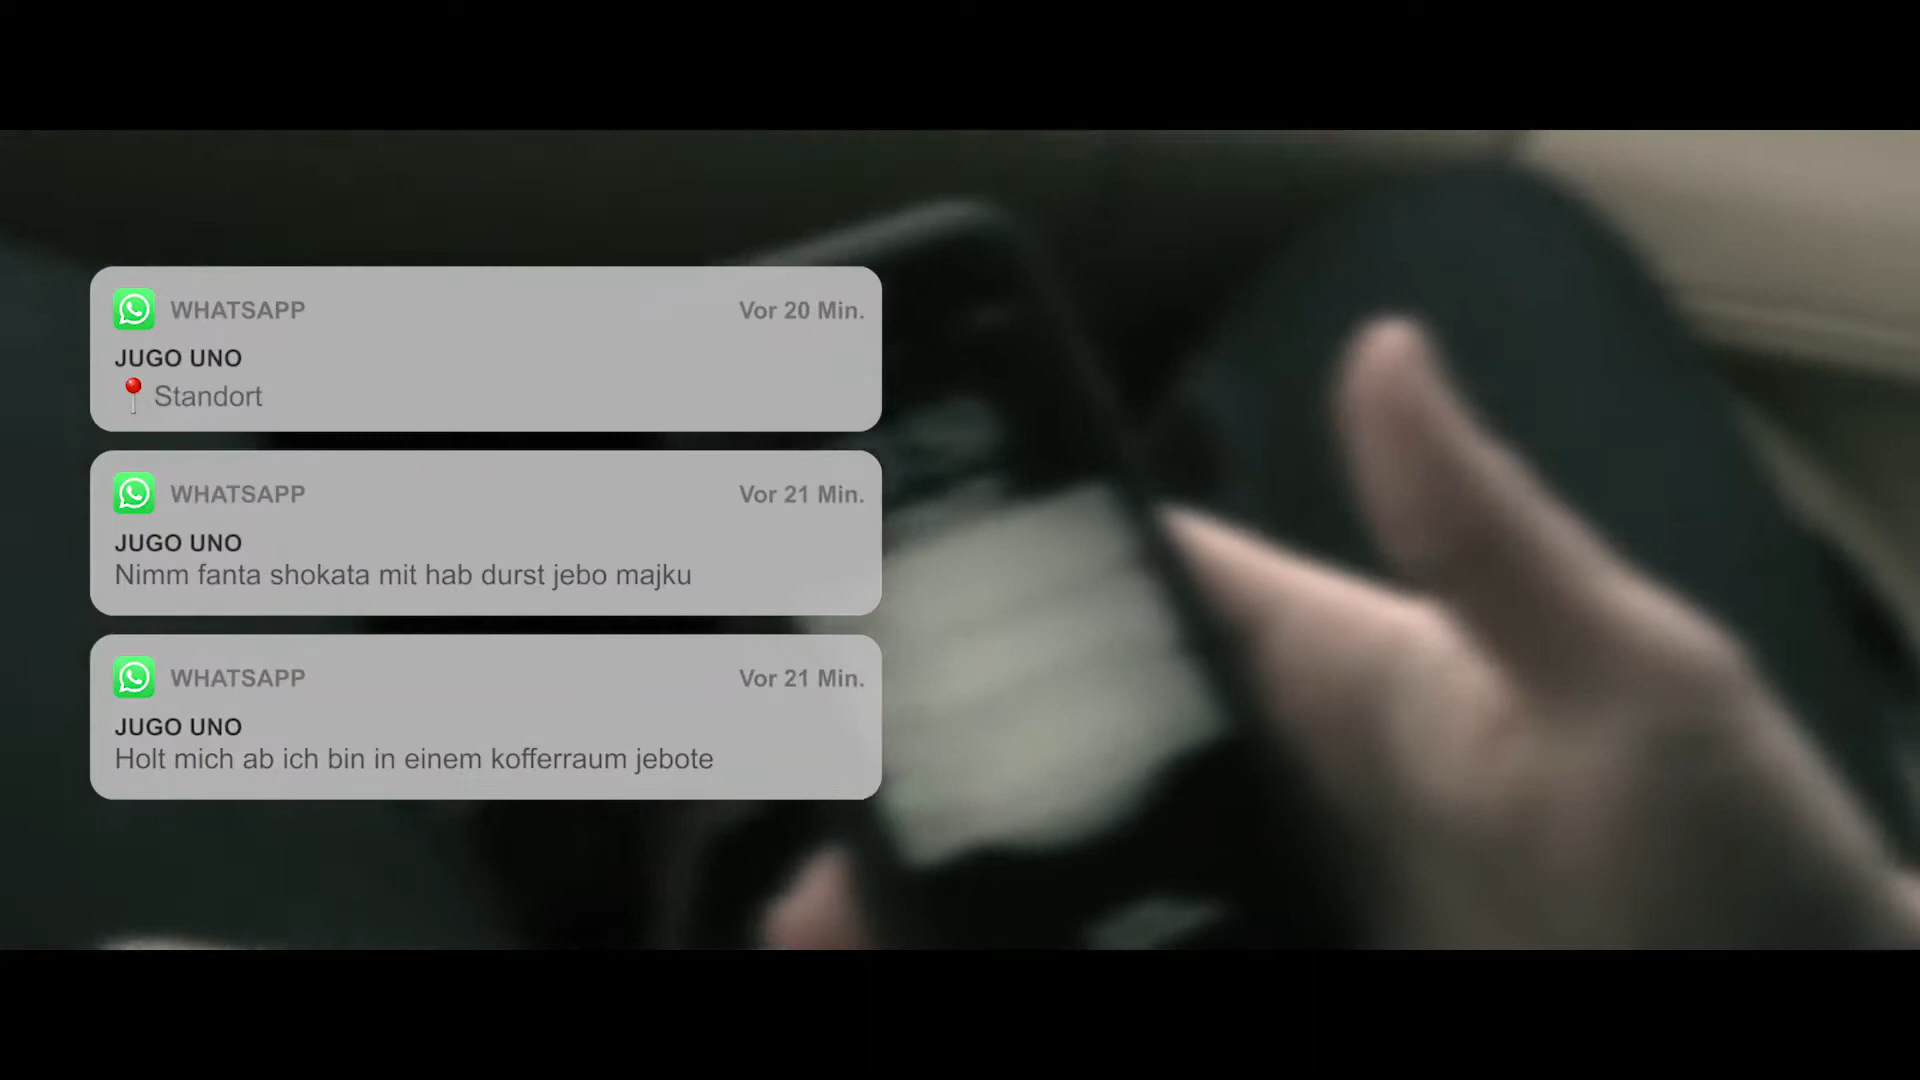 WHATSAPP Vor 20 Min.
JUGO UNO
📍 Standort
WHATSAPP Vor 21 Min.
JUGO UNO
Nimm fanta shokata mit hab durst jebo majku
WHATSAPP Vor 21 Min.
JUGO UNO
Holt mich ab ich bin in einem kofferraum jebote